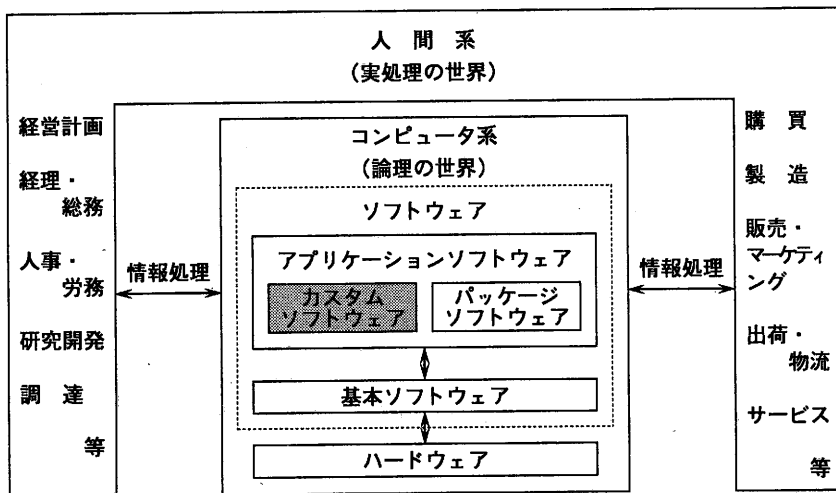 人間系
(実処理の世界)
経営計画
経理・
総務
人事・
労務
研究開発
調達
等
情報処理
コンピュータ系
(論理の世界)
ソフトウェア
アプリケーションソフトウェア
カスタム
ソフトウェア
パッケージ
ソフトウェア
基本ソフトウェア
ハードウェア
情報処理
購買
製造
販売・
マーケティ
ング
出荷・
物流
サービス
等